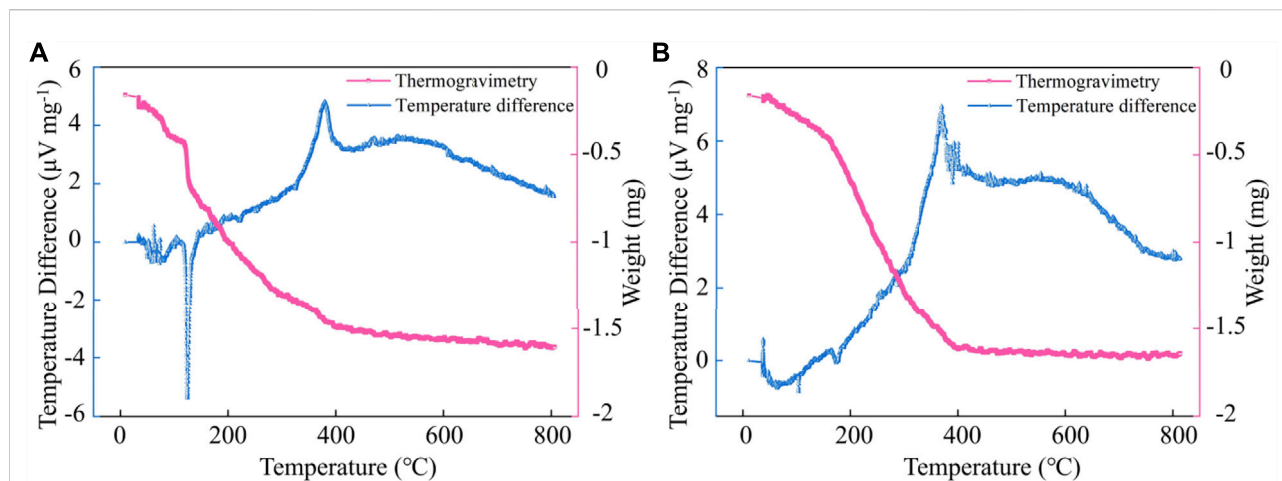 A
Temperature Difference (µV mg⁻¹)
6
4
2
0
-2
-4
-6
Thermogravimetry
Temperature difference
0
-0.5
-1
-1.5
-2
Weight (mg)
0 200 400 600 800
Temperature (℃)
B
Temperature Difference (µV mg⁻¹)
8
6
4
2
0
Thermogravimetry
Temperature difference
0
-0.5
-1
-1.5
-2
Weight (mg)
0 200 400 600 800
Temperature (℃)